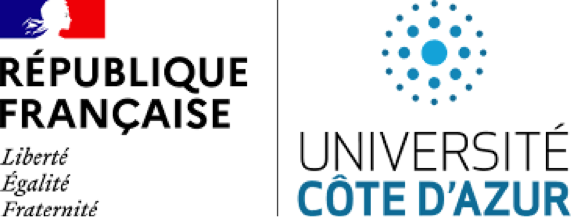 RÉPUBLIQUE
FRANÇAISE
Liberté
Égalité
Fraternité
UNIVERSITÉ
CÔTE D'AZUR